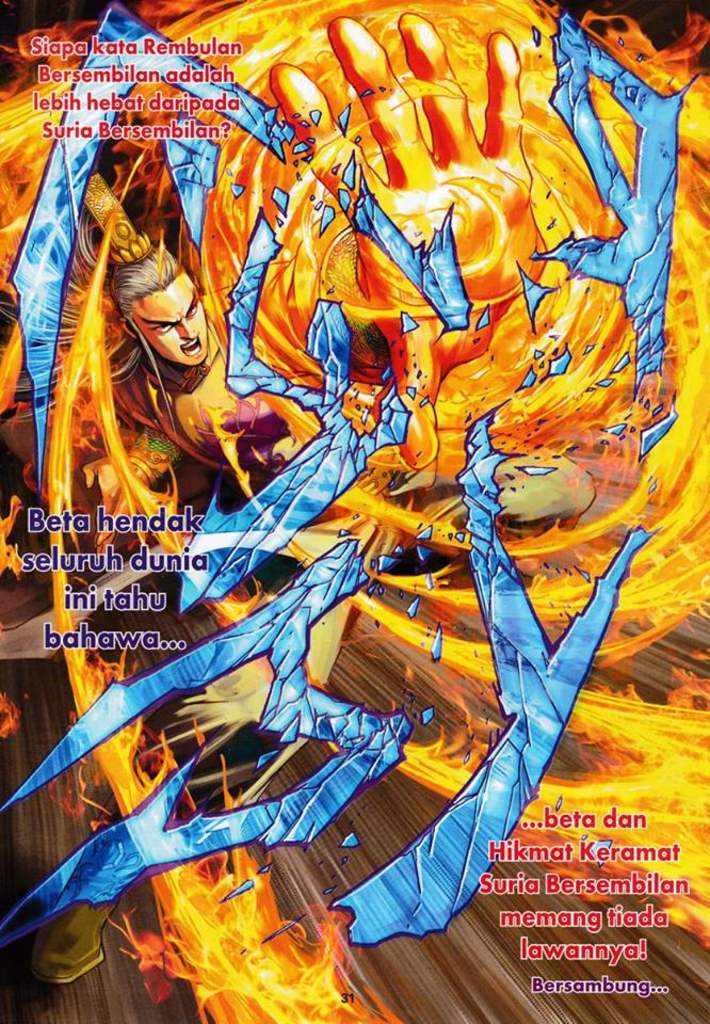 Siapa kata Rembulan
Bersembilan adalah
lebih hebat daripada
Suria Bersembilan?
Beta hendak
seluruh dunia
ini tahu
bahawa...
...beta dan
Hikmat Keramat
Suria Bersembilan
memang tiada
lawannya!
Bersambung...
31